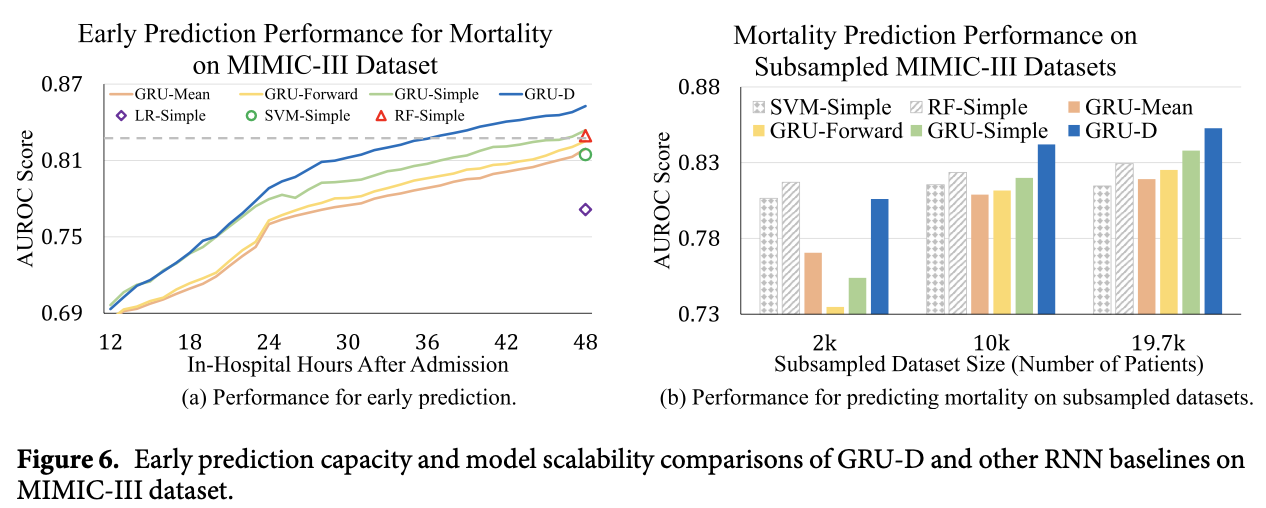 Early Prediction Performance for Mortality
on MIMIC-III Dataset
0.87
GRU-Mean GRU-Forward GRU-Simple GRU-D
LR-Simple SVM-Simple RF-Simple
0.81
0.75
0.69
AUROC Score
12 18 24 30 36 42 48
In-Hospital Hours After Admission
(a) Performance for early prediction.
Mortality Prediction Performance on
Subsampled MIMIC-III Datasets
0.88
SVM-Simple RF-Simple GRU-Mean
GRU-Forward GRU-Simple GRU-D
0.83
0.78
0.73
AUROC Score
2k 10k 19.7k
Subsampled Dataset Size (Number of Patients)
(b) Performance for predicting mortality on subsampled datasets.
Figure 6. Early prediction capacity and model scalability comparisons of GRU-D and other RNN baselines on
MIMIC-III dataset.